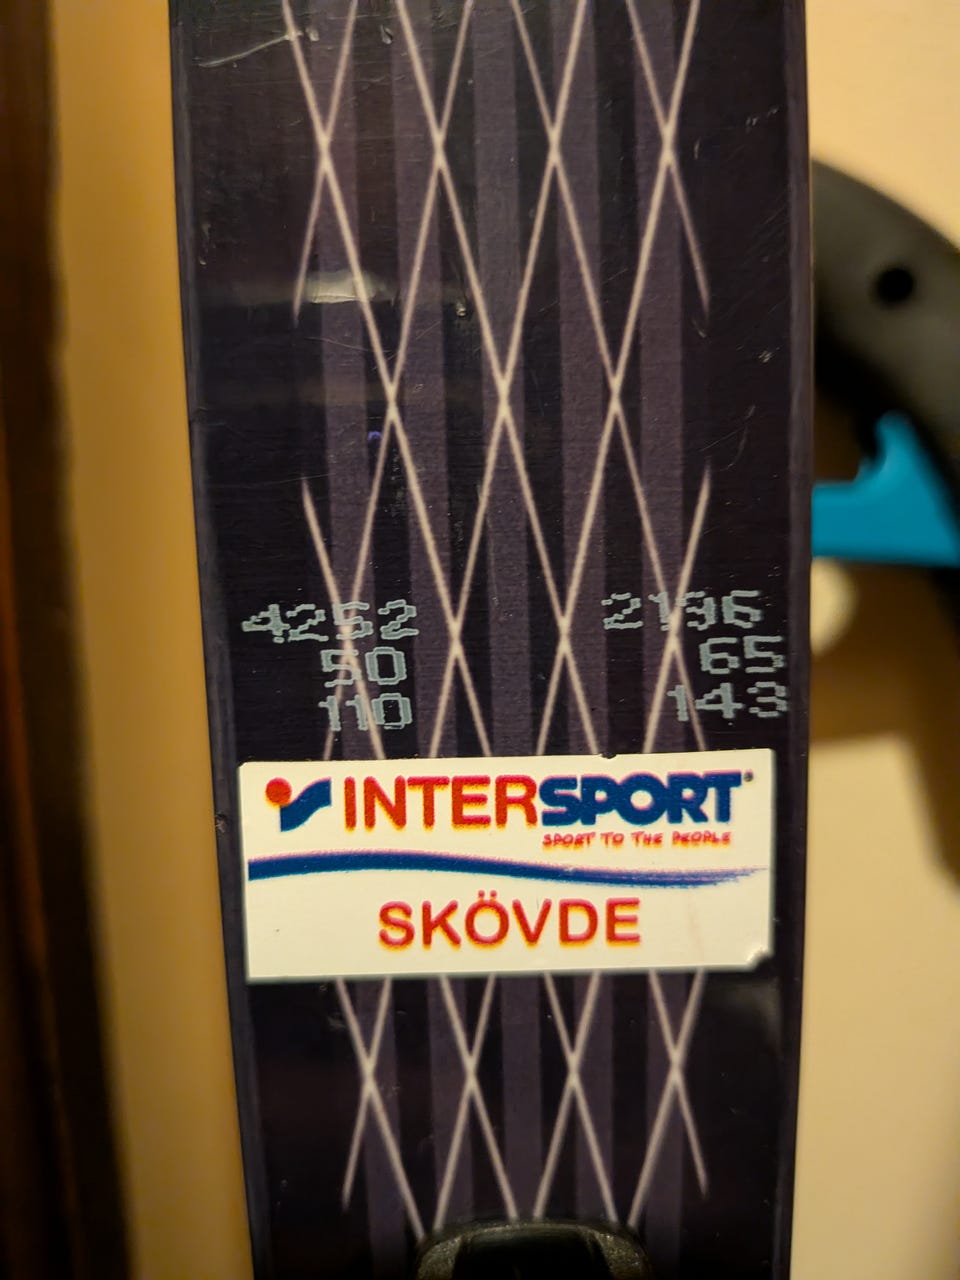 4252 2196
50 65
110 143
INTERSPORT®
SPORT TO THE PEOPLE
SKÖVDE